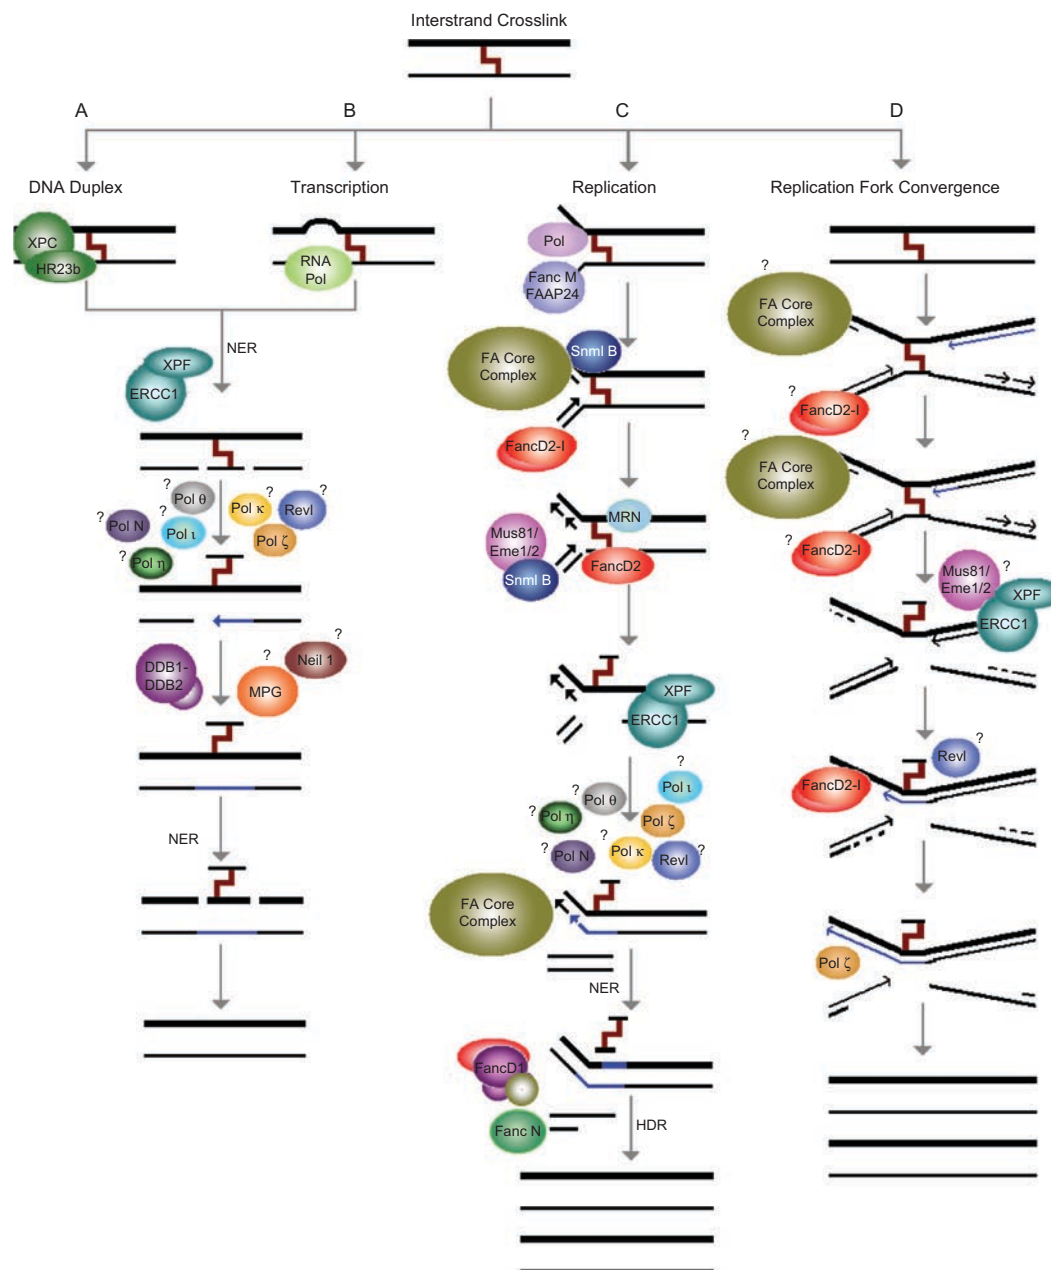 Interstrand Crosslink
A
B
C
D
DNA Duplex
Transcription
Replication
Replication Fork Convergence
XPC
HR23b
RNA
Pol
Pol
Fanc M
FAAP24
?
FA Core
Complex
NER
XPF
ERCC1
FA Core
Complex
Snml B
FancD2-I
?
FancD2-I
?
FA Core
Complex
? Pol θ
? Pol κ
? Revl
? Pol N
? Pol ι
Pol ζ
? Pol η
MRN
Mus81/
Eme1/2
Snml B
FancD2
?
FancD2-I
Mus81/
Eme1/2
?
XPF
ERCC1
DDB1-
DDB2
?
MPG
?
Neil 1
XPF
ERCC1
FancD2-I
Revl
?
NER
? Pol θ
?
Pol ι
? Pol η
Pol ζ
? Pol N
? Pol κ
Revl ?
FA Core
Complex
NER
Pol ζ
FancD1
Fanc N
HDR